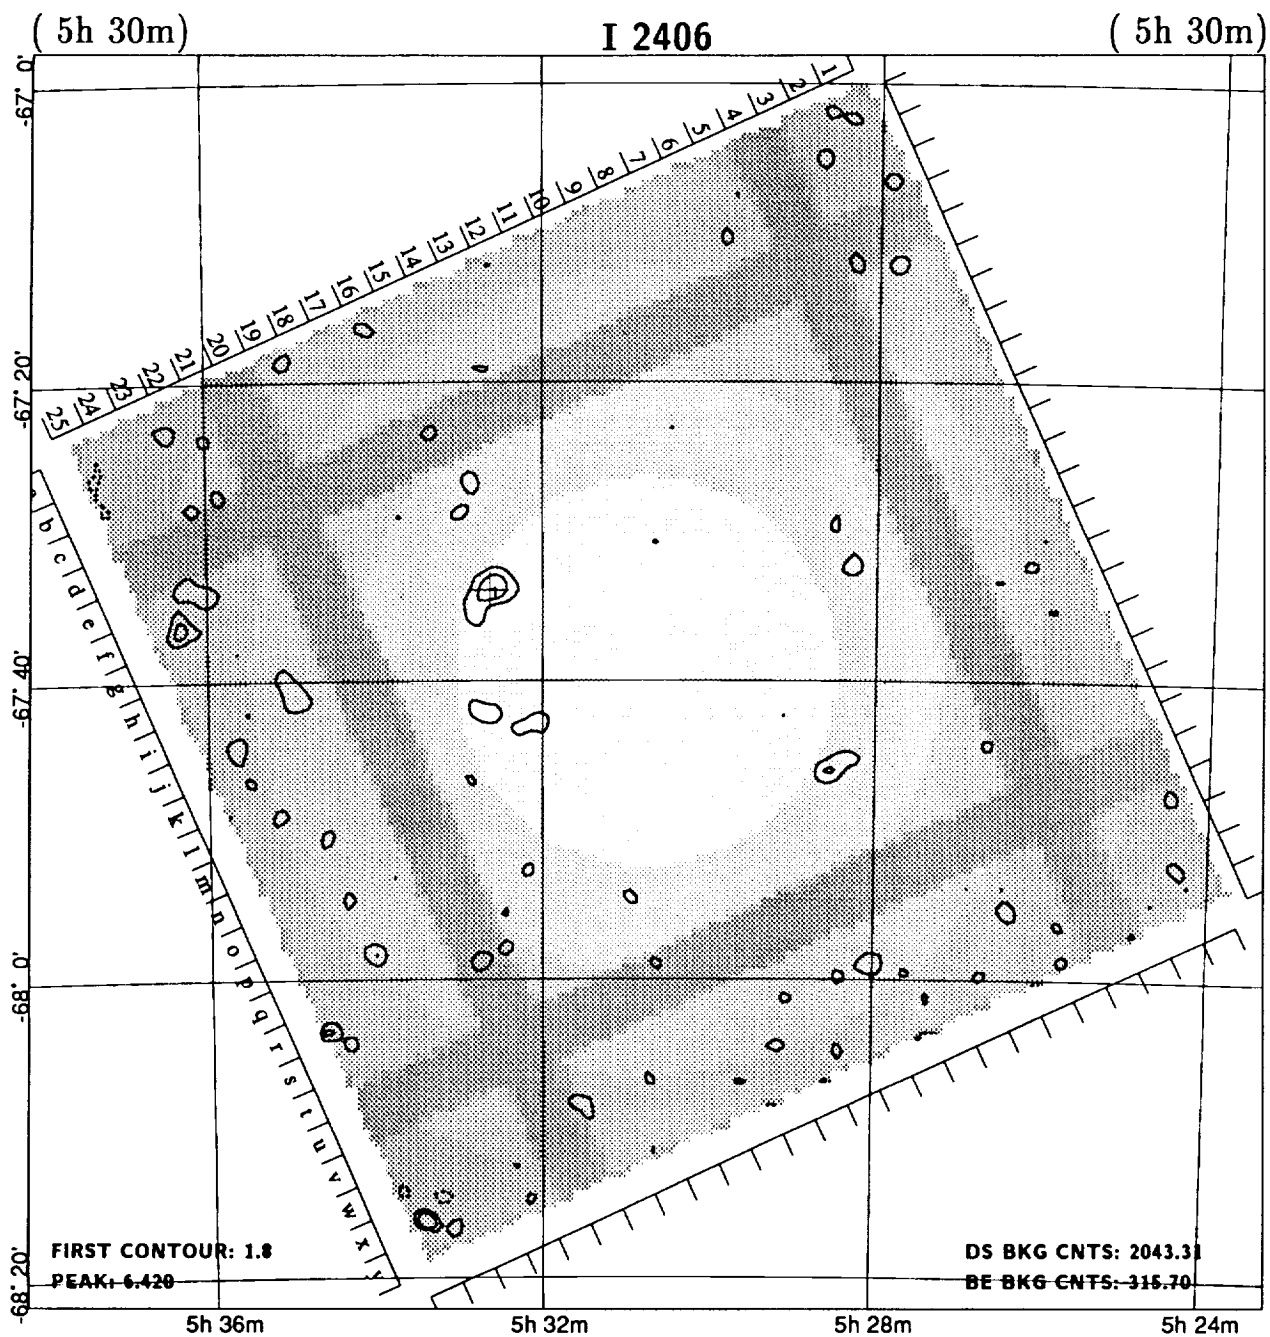 ( 5h 30m)
I 2406
( 5h 30m)
-67° 0'
1
2
3
4
5
6
7
8
9
10
11
12
13
14
15
16
17
18
19
20
21
22
23
24
25
-67° 20'
b
c
d
e
f
g
h
i
j
k
l
m
n
o
p
q
r
s
t
u
v
w
x
y
-67° 40'
-68° 0'
-68° 20'
FIRST CONTOUR: 1.8
PEAK: 6.420
DS BKG CNTS: 2043.31
BE BKG CNTS: 315.70
5h 36m
5h 32m
5h 28m
5h 24m